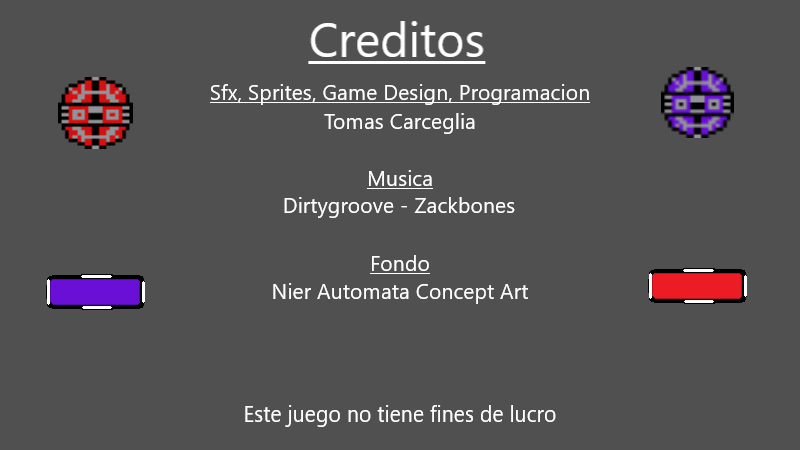 Creditos
Sfx, Sprites, Game Design, Programacion
Tomas Carceglia
Musica
Dirtygroove - Zackbones
Fondo
Nier Automata Concept Art
Este juego no tiene fines de lucro